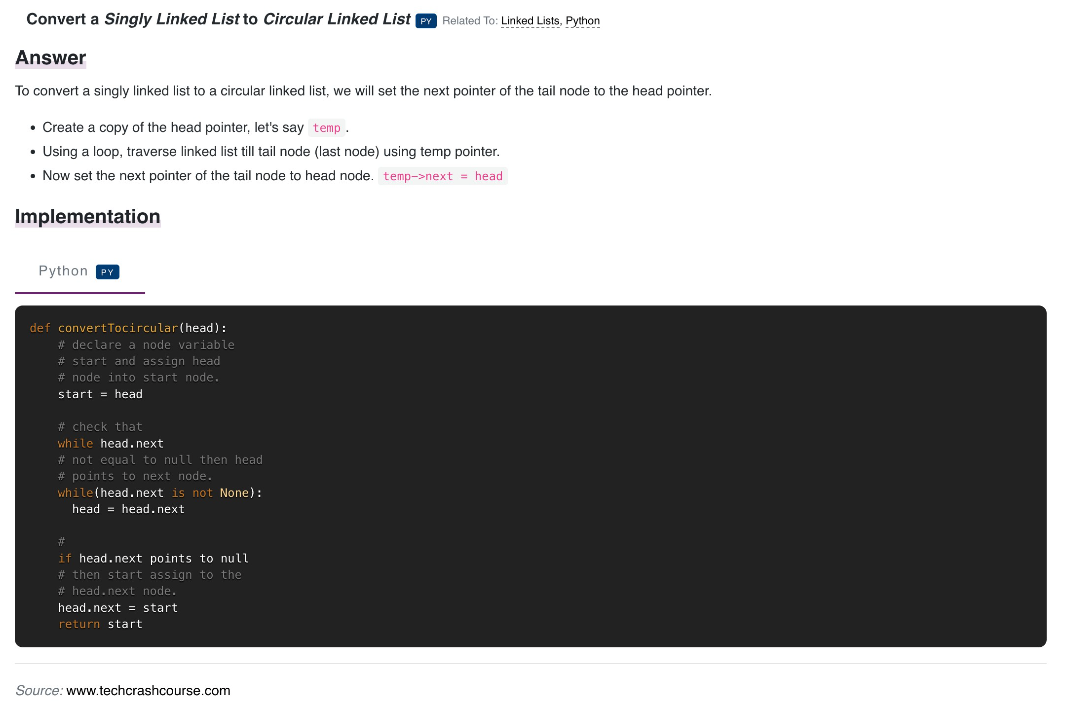 Convert a Singly Linked List to Circular Linked List PY Related To: Linked Lists, Python
Answer
To convert a singly linked list to a circular linked list, we will set the next pointer of the tail node to the head pointer.
• Create a copy of the head pointer, let's say temp .
• Using a loop, traverse linked list till tail node (last node) using temp pointer.
• Now set the next pointer of the tail node to head node. temp->next = head
Implementation
Python PY
def convertTocircular(head):
    # declare a node variable
    # start and assign head
    # node into start node.
    start = head
    # check that
    while head.next
    # not equal to null then head
    # points to next node.
    while(head.next is not None):
      head = head.next
    #
    if head.next points to null
    # then start assign to the
    # head.next node.
    head.next = start
    return start
Source: www.techcrashcourse.com